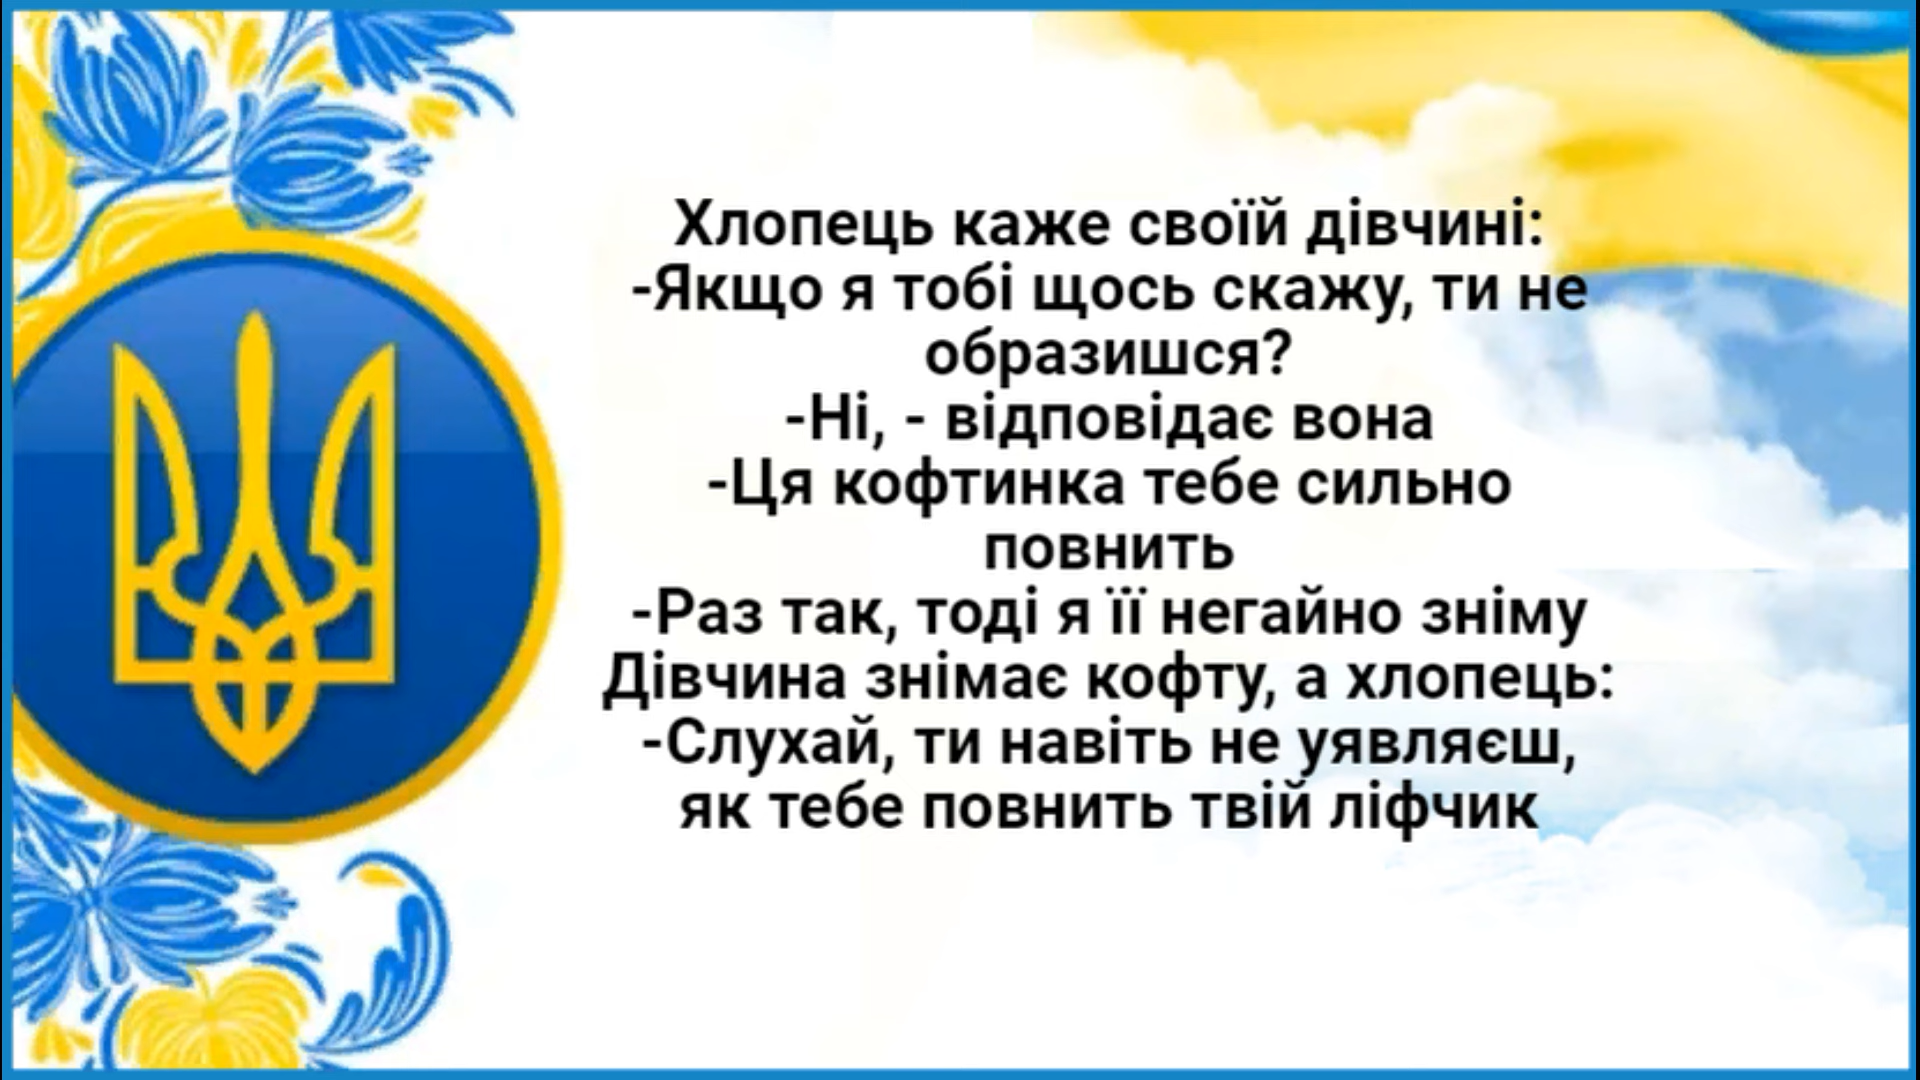 Хлопець каже своїй дівчині:
-Якщо я тобі щось скажу, ти не
образишся?
-Ні, - відповідає вона
-Ця кофтинка тебе сильно
повнить
-Раз так, тоді я її негайно зніму
Дівчина знімає кофту, а хлопець:
-Слухай, ти навіть не уявляєш,
як тебе повнить твій ліфчик